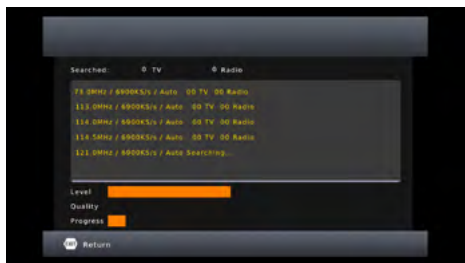 Searched: 0 TV 0 Radio
73.0MHz / 6900KS/s / Auto 00 TV 00 Radio
113.0MHz / 6900KS/s / Auto 00 TV 00 Radio
114.0MHz / 6900KS/s / Auto 00 TV 00 Radio
114.5MHz / 6900KS/s / Auto 00 TV 00 Radio
121.0MHz / 6900KS/s / Auto Searching...
Level
Quality
Progress
EXIT Return